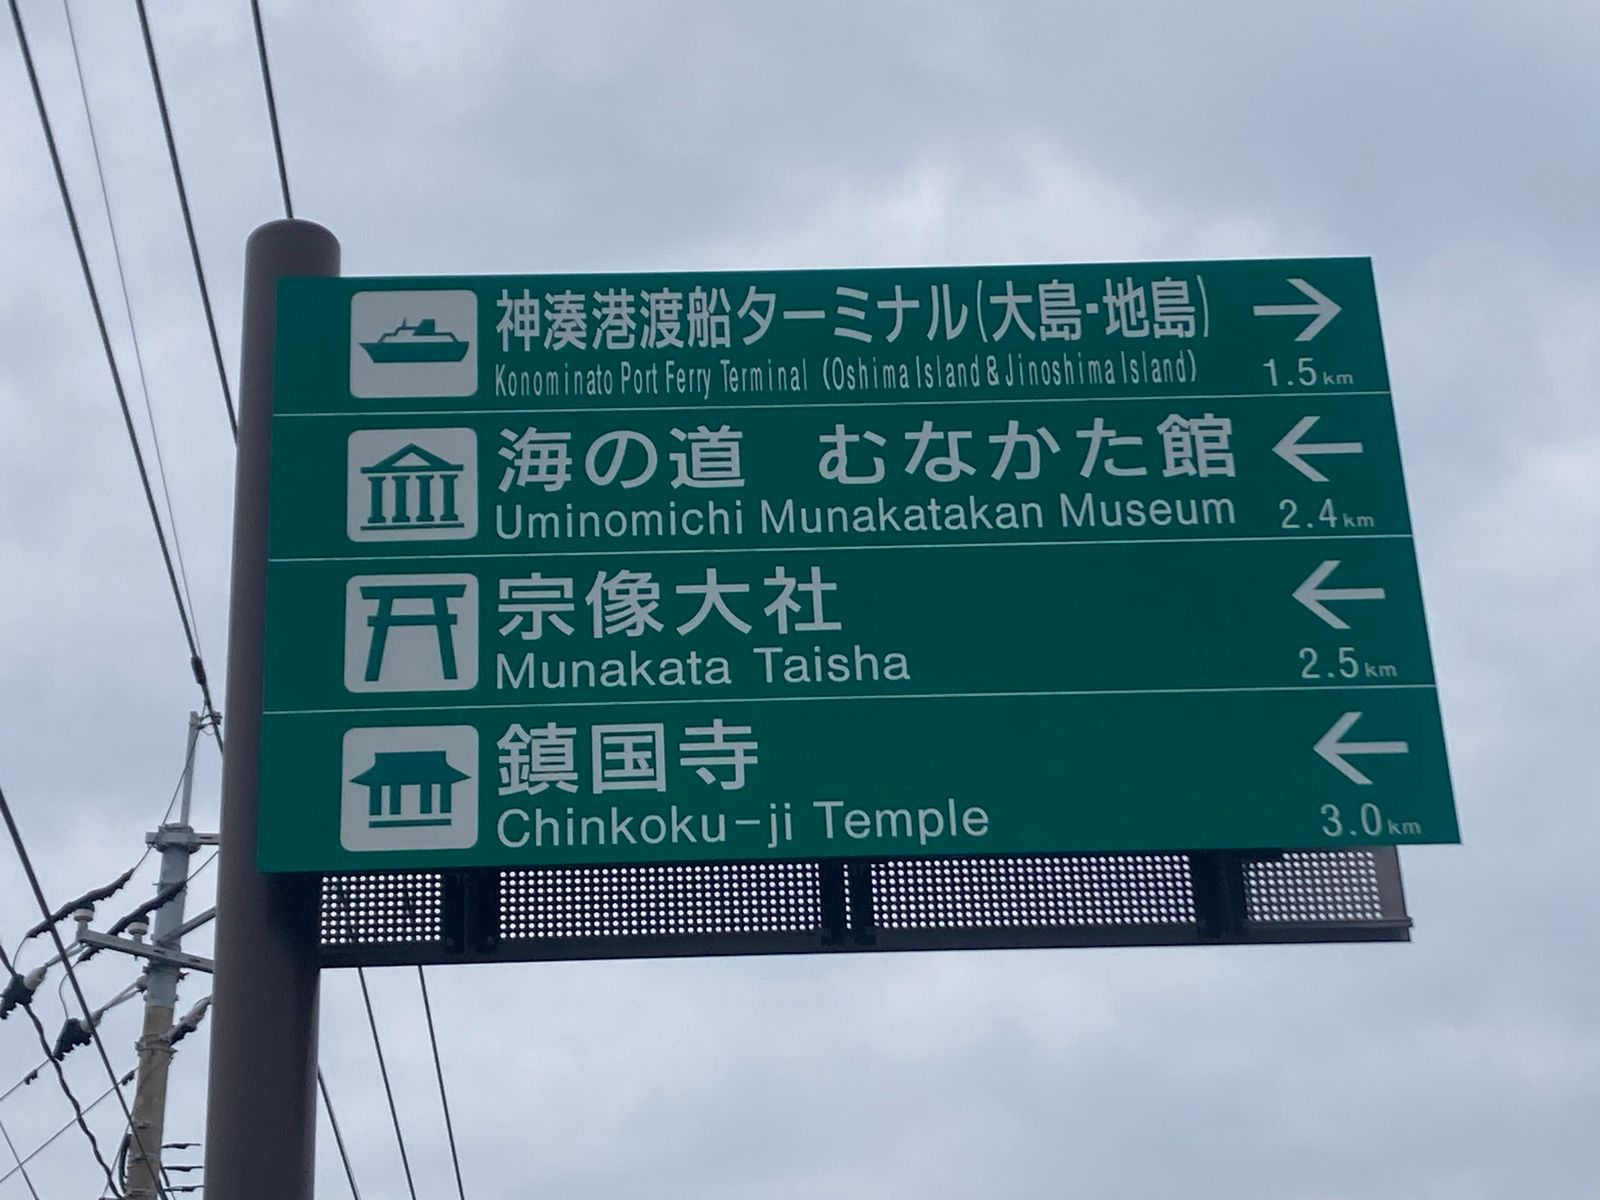 神湊港渡船ターミナル(大島・地島)
Konominato Port Ferry Terminal (Oshima Island & Jinoshima Island)
1.5km
海の道 むなかた館
Uminomichi Munakatakan Museum
2.4km
宗像大社
Munakata Taisha
2.5km
鎮国寺
Chinkoku-ji Temple
3.0km